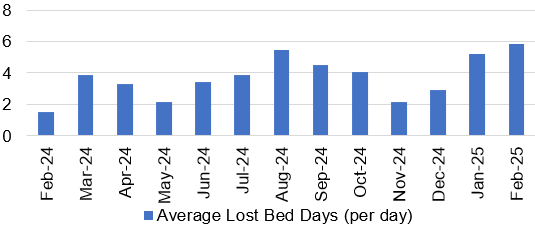 8
6
4
2
0
Feb-24
Mar-24
Apr-24
May-24
Jun-24
Jul-24
Aug-24
Sep-24
Oct-24
Nov-24
Dec-24
Jan-25
Feb-25
Average Lost Bed Days (per day)